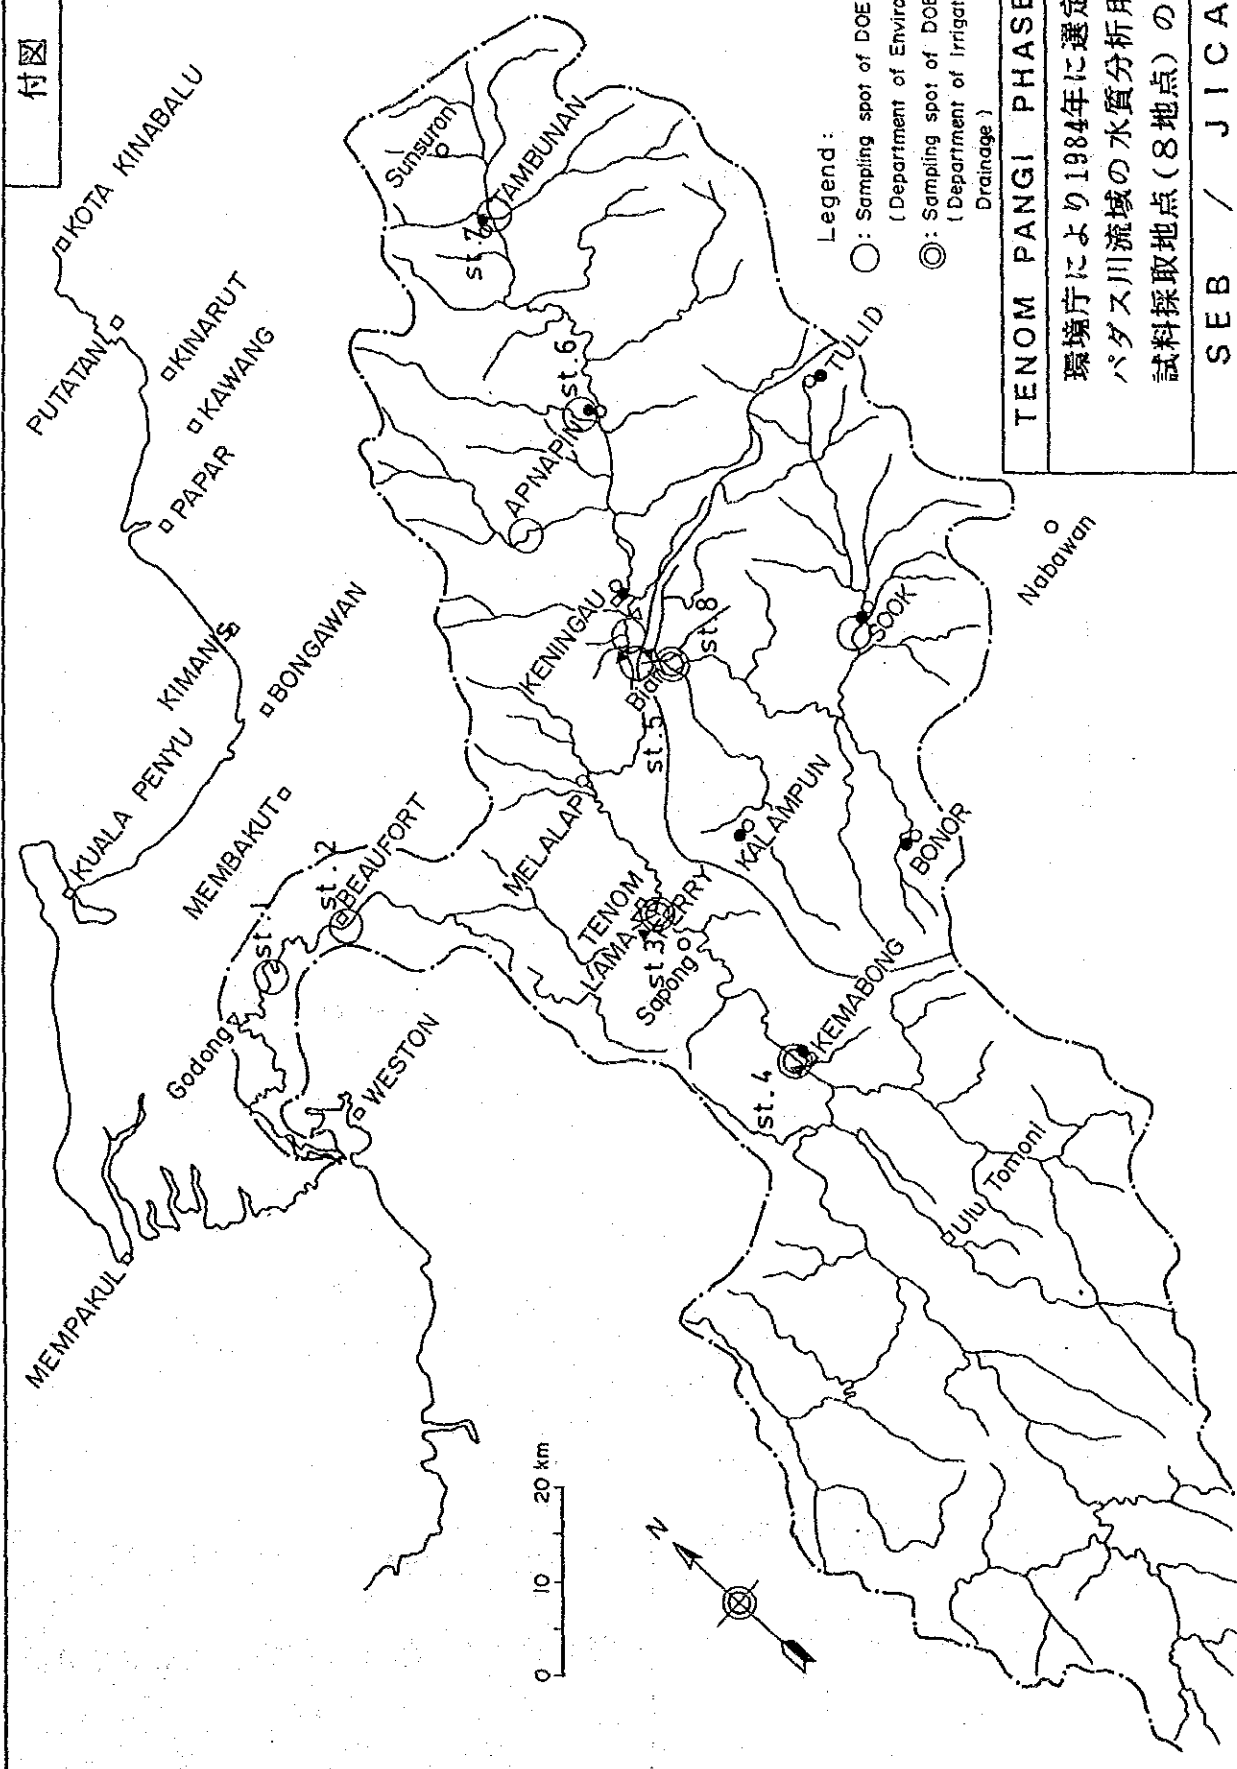 付図
KOTA KINABALU
PUTATAN
KINARUT
KAWANG
PAPAR
KIMANIS
BONGAWAN
KUALA PENYU
MEMBAKUT
st. 1
st. 2
BEAUFORT
Godong
WESTON
MEMPAKUL
Sunsuron
TAMBUNAN
st. 7
st. 6
APNAPIN
KENINGAU
Biah
st. 8
st. 5
MELALAP
TENOM
LAMA FERRY
st 3
Sapong
KALAMPUN
TULID
SOOK
Nabawan
BONOR
KEMABONG
st. 4
Ulu Tomoni
0 10 20 km
N
Legend :
: Sampling spot of DOE
( Department of
: Sampling spot of
( Department of
Drainage )
TENOM PANGI PHASE
環境庁により1984年に選定
パダス川流域の水質分析用
試料採取地点(8地点)の
SEB / JICA